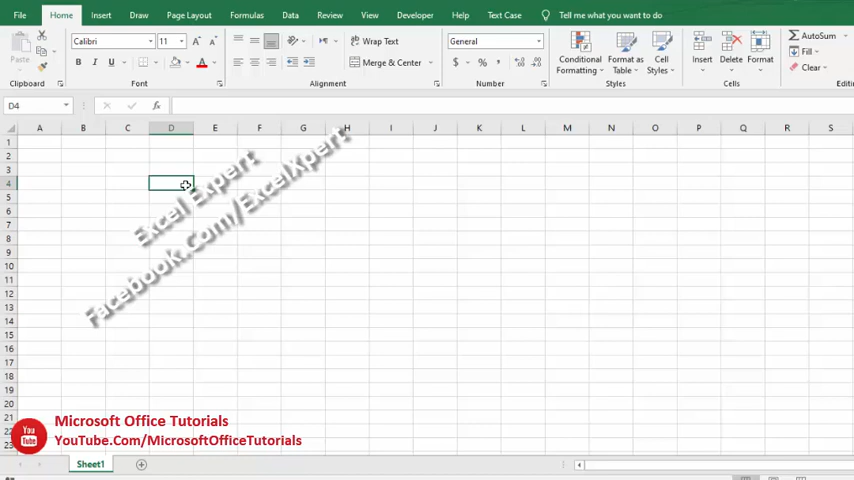 File Home Insert Draw Page Layout Formulas Data Review View Developer Help Text Case Tell me what you want to do
Paste
Calibri 11
B I U
Wrap Text
Merge & Center
General
$ % ,
Conditional Formatting
Format as Table
Cell Styles
Insert
Delete
Format
AutoSum
Fill
Clear
Clipboard Font Alignment Number Styles Cells
D4
fx
A B C D E F G H I J K L M N O P Q R S
1
2
3
4
5
6
7
8
9
10
11
12
13
14
15
16
17
18
19
20
21
22
23
Excel Expert
Facebook.Com/ExcelXpert
You Tube
Microsoft Office Tutorials
YouTube.Com/MicrosoftOfficeTutorials
Sheet1